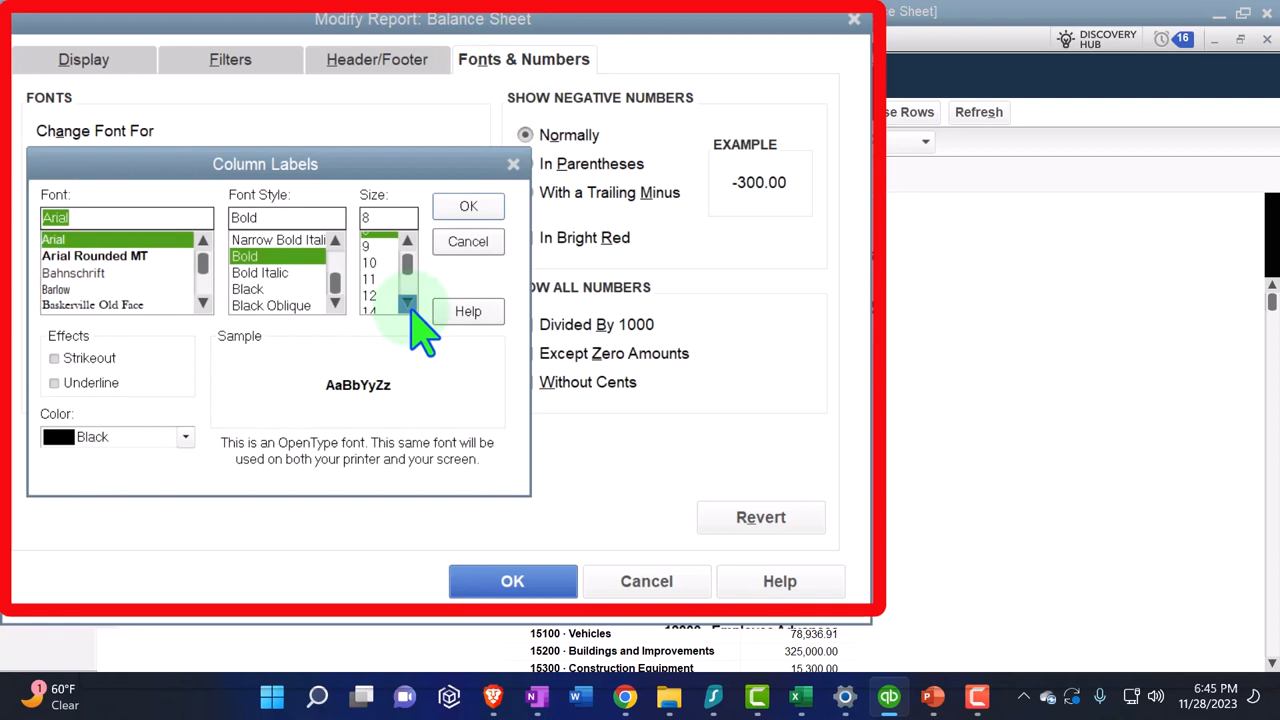 Modify Report: Balance Sheet
Sheet]
Display
Filters
Header/Footer
Fonts & Numbers
DISCOVERY
HUB
16
FONTS
Change Font For
SHOW NEGATIVE NUMBERS
Normally
In Parentheses
With a Trailing Minus
In Bright Red
EXAMPLE
-300.00
se Rows
Refresh
Column Labels
Font:
Font Style:
Size:
Arial
Bold
8
OK
Cancel
Help
Arial
Arial Rounded MT
Bahnschrift
Barlow
Baskerville Old Face
Narrow Bold Itali
Bold
Bold Italic
Black
Black Oblique
9
10
11
12
14
Effects
Strikeout
Underline
Color:
Black
Sample
AaBbYyZz
This is an OpenType font. This same font will be
used on both your printer and your screen.
OW ALL NUMBERS
Divided By 1000
Except Zero Amounts
Without Cents
Revert
OK
Cancel
Help
15100 · Vehicles 78,936.91
15200 · Buildings and Improvements 325,000.00
15300 · Construction Equipment 15,300.00
1
60°F
Clear
6:45 PM
11/28/2023